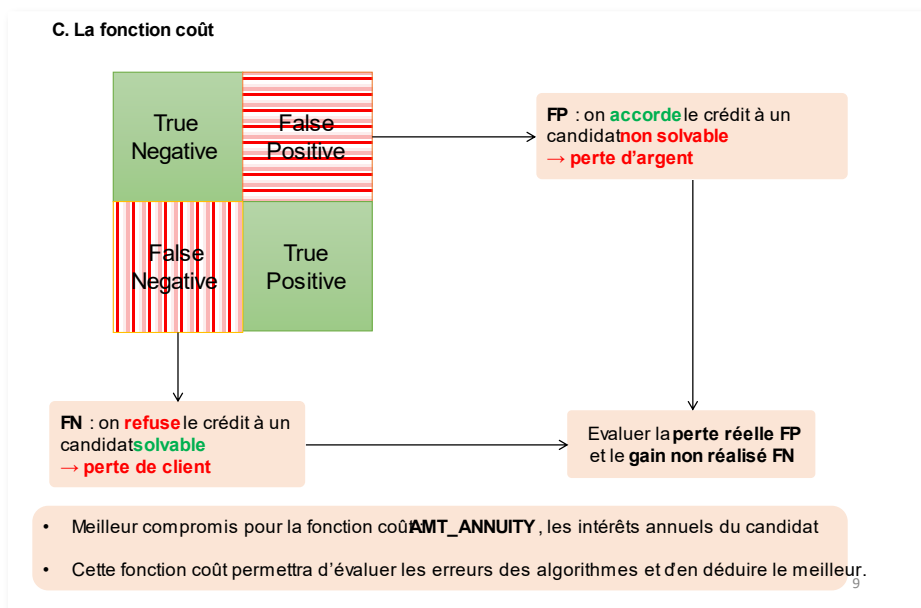 C. La fonction coût
True
Negative
False
Positive
False
Negative
True
Positive
FP : on accorde le crédit à un
candidat non solvable
→ perte d’argent
FN : on refuse le crédit à un
candidat solvable
→ perte de client
Evaluer la perte réelle FP
et le gain non réalisé FN
• Meilleur compromis pour la fonction coût : AMT_ANNUITY , les intérêts annuels du candidat
• Cette fonction coût permettra d’évaluer les erreurs des algorithmes et d’en déduire le meilleur.
9